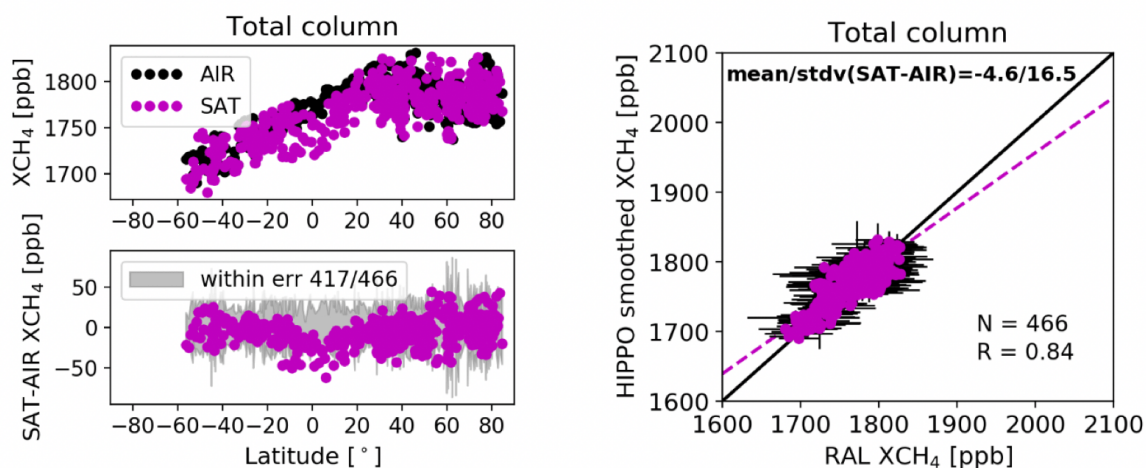 Total column
XCH₄ [ppb]
1800
1750
1700
AIR
SAT
−80 −60 −40 −20 0 20 40 60 80
SAT-AIR XCH₄ [ppb]
50
0
−50
within err 417/466
−80 −60 −40 −20 0 20 40 60 80
Latitude [°]
Total column
HIPPO smoothed XCH₄ [ppb]
2100
2000
1900
1800
1700
1600
mean/stdv(SAT-AIR)=-4.6/16.5
N = 466
R = 0.84
1600 1700 1800 1900 2000 2100
RAL XCH₄ [ppb]